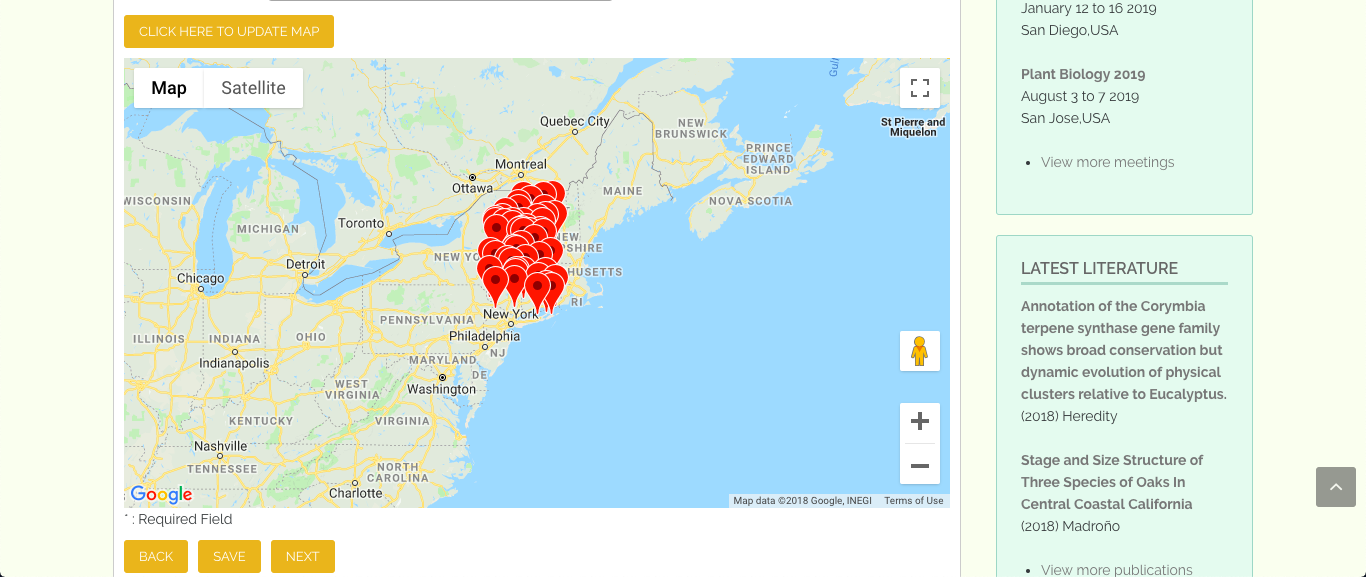 CLICK HERE TO UPDATE MAP
Map
Satellite
Gulf
St Pierre and
Miquelon
Quebec City
NEW
BRUNSWICK
PRINCE
EDWARD
ISLAND
Montreal
Ottawa
MAINE
NOVA SCOTIA
WISCONSIN
MICHIGAN
Toronto
NEW YO
EW
SHIRE
Detroit
HUSETTS
Chicago
RI
New York
PENNSYLVANIA
ILLINOIS
INDIANA
OHIO
Philadelphia
NJ
Indianapolis
MARYLAND
DE
WEST
VIRGINIA
Washington
KENTUCKY
VIRGINIA
Nashville
TENNESSEE
NORTH
CAROLINA
Charlotte
Google
Map data ©2018 Google, INEGI
Terms of Use
* : Required Field
BACK
SAVE
NEXT
January 12 to 16 2019
San Diego,USA
Plant Biology 2019
August 3 to 7 2019
San Jose,USA
View more meetings
LATEST LITERATURE
Annotation of the Corymbia
terpene synthase gene family
shows broad conservation but
dynamic evolution of physical
clusters relative to Eucalyptus.
(2018) Heredity
Stage and Size Structure of
Three Species of Oaks In
Central Coastal California
(2018) Madroño
View more publications